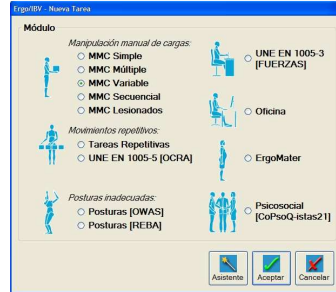 Ergo/IBV - Nueva Tarea
Módulo
Manipulación manual de cargas:
MMC Simple
MMC Múltiple
MMC Variable
MMC Secuencial
MMC Lesionados
Movimientos repetitivos:
Tareas Repetitivas
UNE EN 1005-5 [OCRA]
Posturas inadecuadas:
Posturas [OWAS]
Posturas [REBA]
UNE EN 1005-3
[FUERZAS]
Oficina
ErgoMater
Psicosocial
[CoPsoQ-istas21]
Asistente
Aceptar
Cancelar